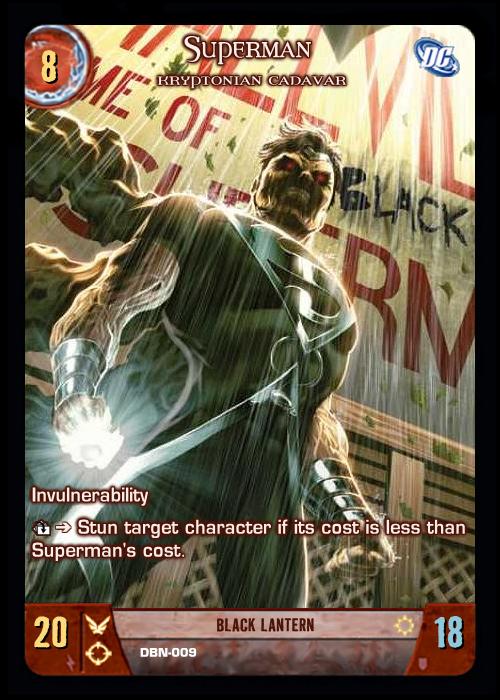 8
SUPERMAN
KRYPTONIAN CADAVAR
DC
ME OF
BLACK
Invulnerability
→ Stun target character if its cost is less than
Superman's cost.
20
BLACK LANTERN
18
DBN-009